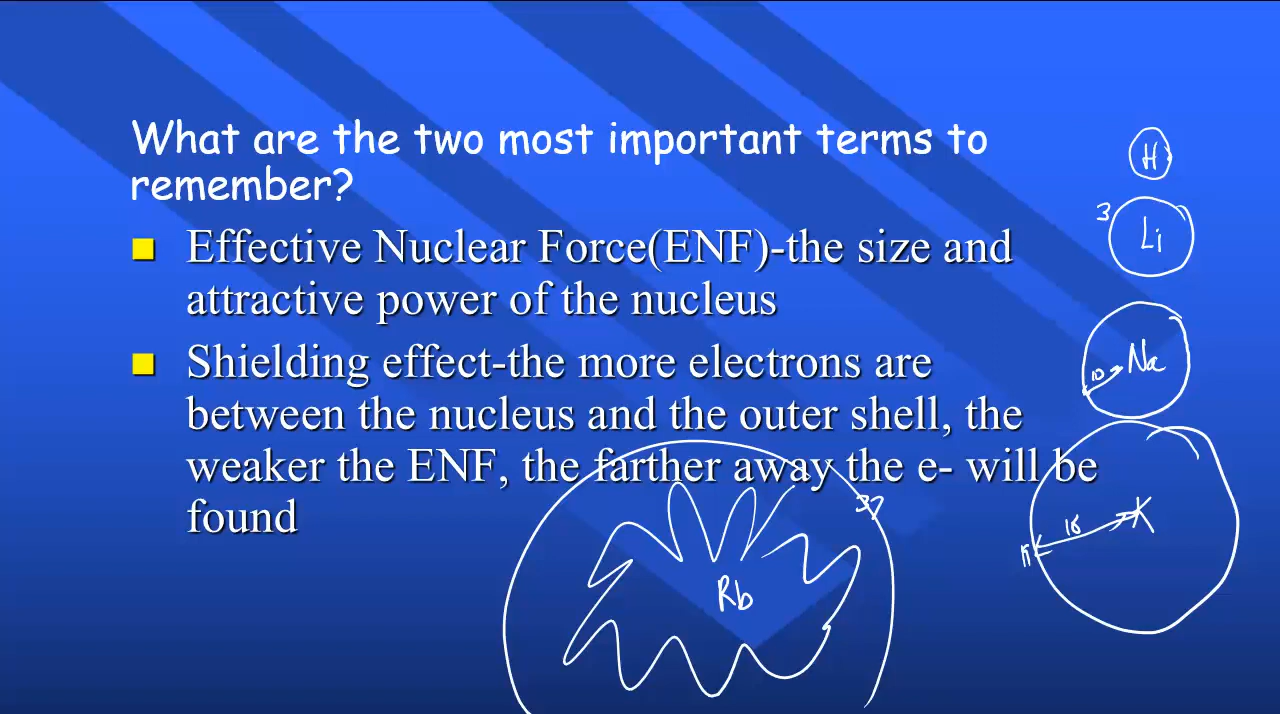 What are the two most important terms to
remember?
Effective Nuclear Force(ENF)-the size and
attractive power of the nucleus
Shielding effect-the more electrons are
between the nucleus and the outer shell, the
weaker the ENF, the farther away the e- will be
found
H
3
Li
10
Na
K
37
Rb